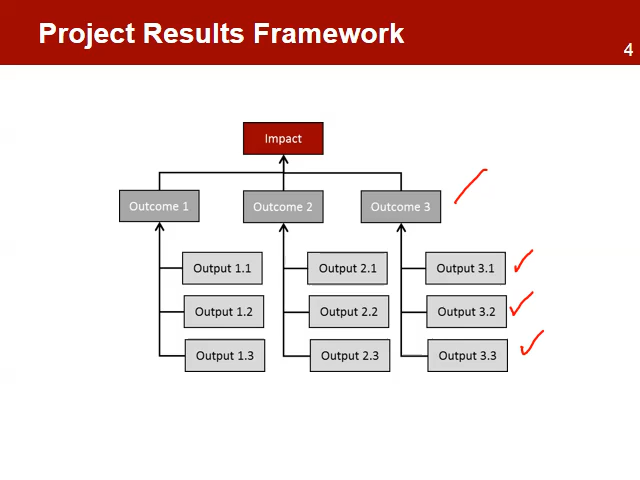 Project Results Framework
4
Impact
Outcome 1 Outcome 2 Outcome 3
Output 1.1 Output 2.1 Output 3.1
Output 1.2 Output 2.2 Output 3.2
Output 1.3 Output 2.3 Output 3.3